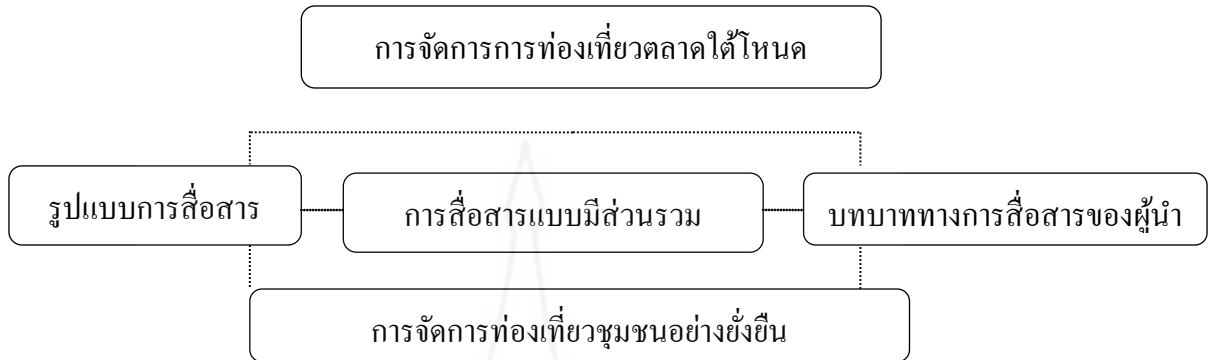 การจัดการการท่องเที่ยวตลาดใต้โหนด
รูปแบบการสื่อสาร
การสื่อสารแบบมีส่วนรวม
บทบาททางการสื่อสารของผู้นำ
การจัดการท่องเที่ยวชุมชนอย่างยั่งยืน